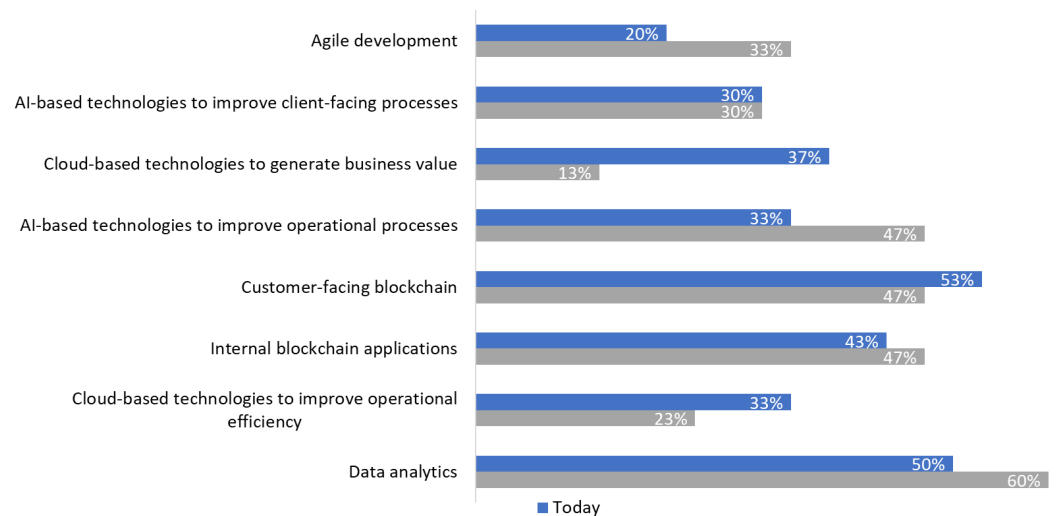 Agile development
20%
33%
AI-based technologies to improve client-facing processes
30%
30%
Cloud-based technologies to generate business value
37%
13%
AI-based technologies to improve operational processes
33%
47%
Customer-facing blockchain
53%
47%
Internal blockchain applications
43%
47%
Cloud-based technologies to improve operational
efficiency
33%
23%
Data analytics
50%
60%
Today